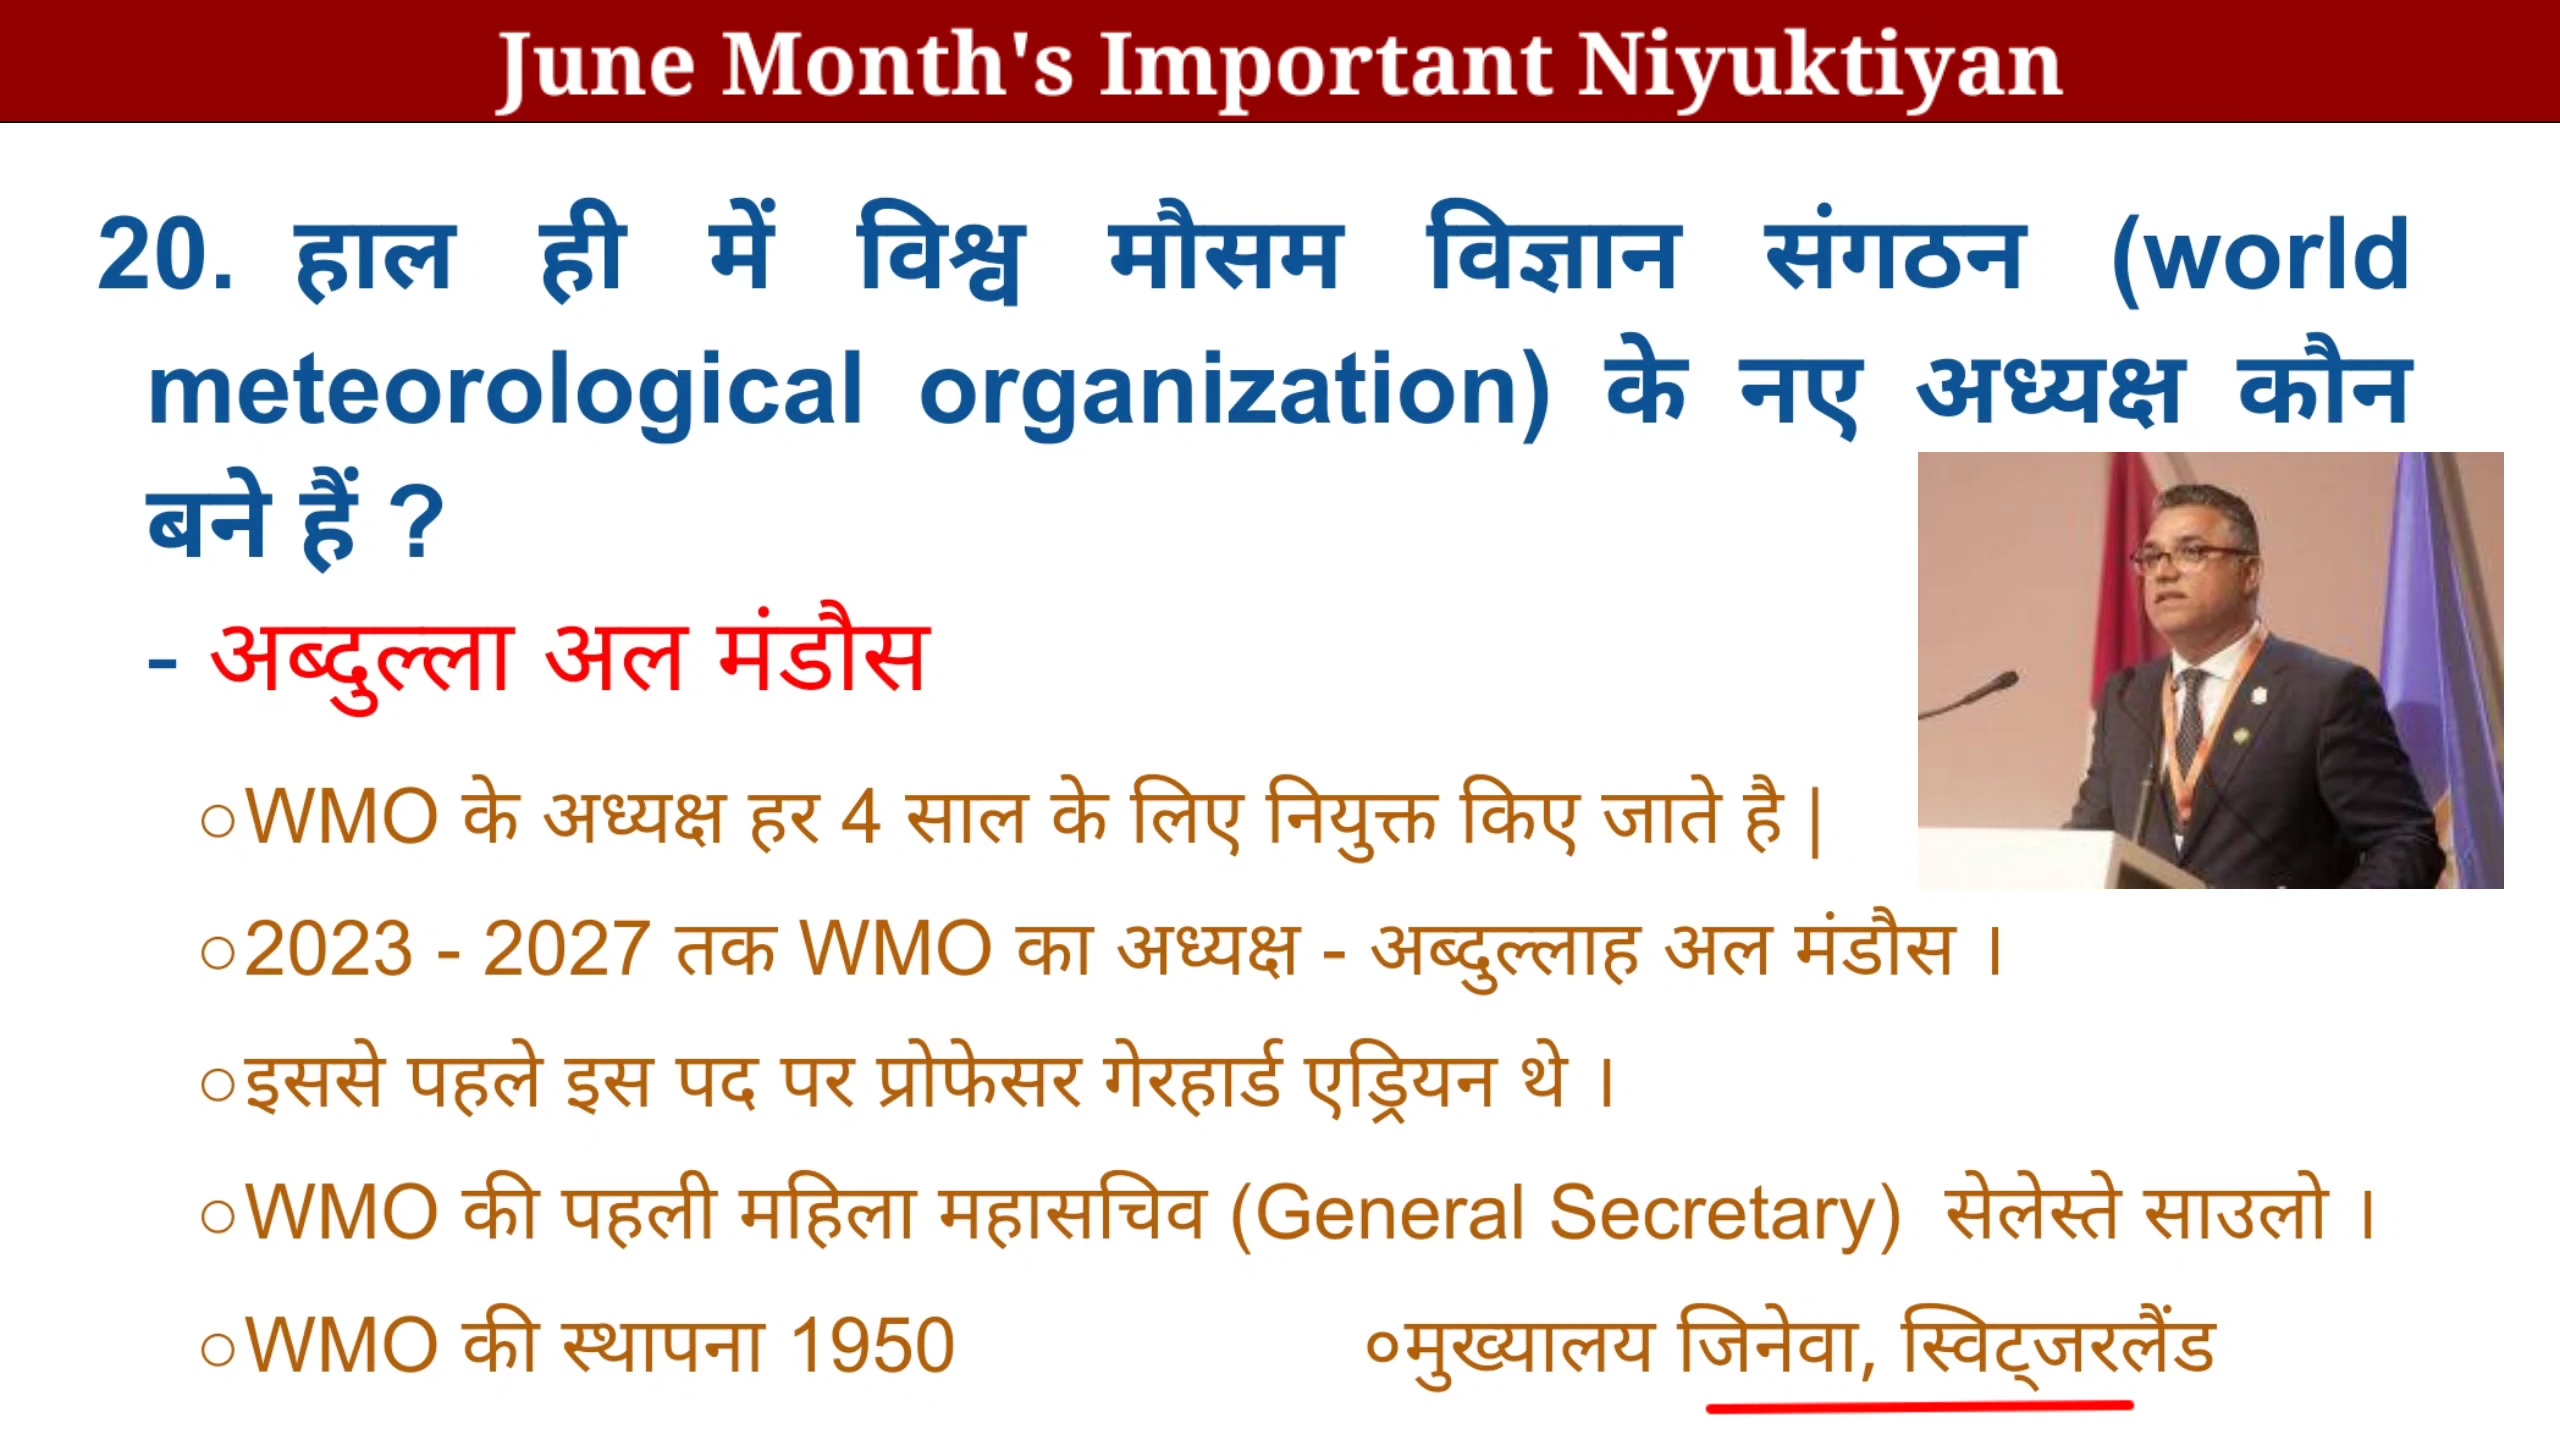 June Month's Important Niyuktiyan
20. हाल ही में विश्व मौसम विज्ञान संगठन (world
meteorological organization) के नए अध्यक्ष कौन
बने हैं ?
- अब्दुल्ला अल मंडौस
○WMO के अध्यक्ष हर 4 साल के लिए नियुक्त किए जाते है |
○2023 - 2027 तक WMO का अध्यक्ष - अब्दुल्लाह अल मंडौस ।
○इससे पहले इस पद पर प्रोफेसर गेरहार्ड एड्रियन थे ।
○WMO की पहली महिला महासचिव (General Secretary) सेलेस्ते साउलो ।
○WMO की स्थापना 1950 ०मुख्यालय जिनेवा, स्विट्जरलैंड